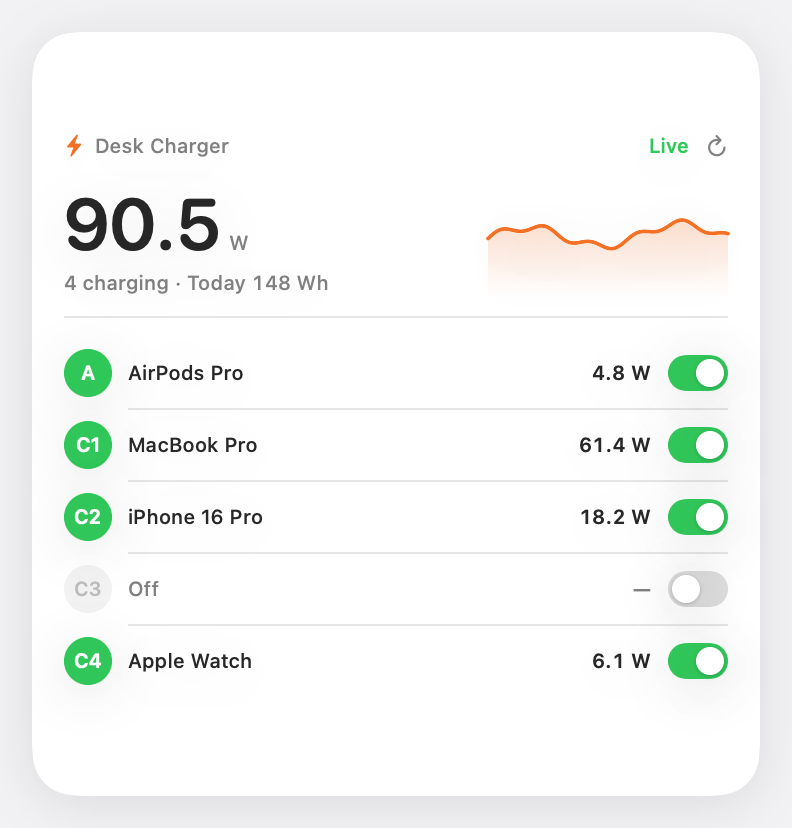 Desk Charger
Live
90.5 W
4 charging · Today 148 Wh
A AirPods Pro 4.8 W
C1 MacBook Pro 61.4 W
C2 iPhone 16 Pro 18.2 W
C3 Off —
C4 Apple Watch 6.1 W